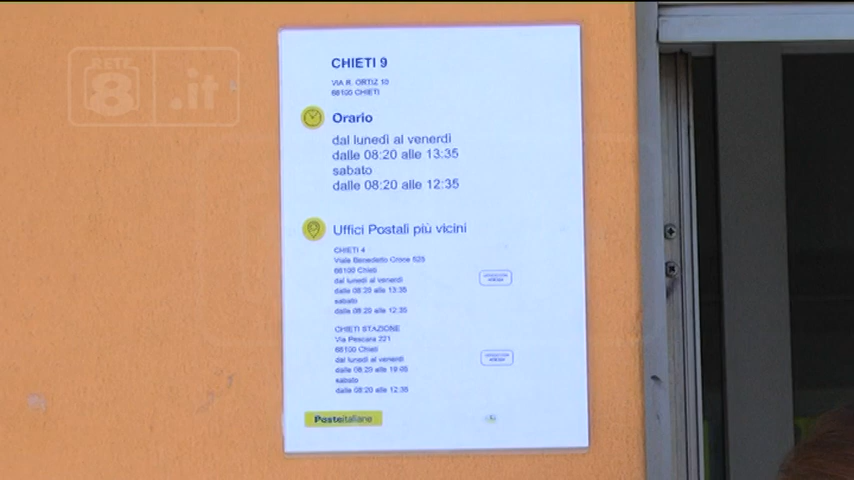 RETE
8
.it
CHIETI 9
VIA R. ORTIZ 10
66100 CHIETI
Orario
dal lunedì al venerdì
dalle 08:20 alle 13:35
sabato
dalle 08:20 alle 12:35
Uffici Postali più vicini
CHIETI 4
Viale Benedetto Croce 525
66100 Chieti
dal lunedì al venerdì
dalle 08:20 alle 13:35
sabato
dalle 08:20 alle 12:35
CHIETI STAZIONE
Via Pescara 221
66100 Chieti
dal lunedì al venerdì
dalle 08:20 alle 19:05
sabato
dalle 08:20 alle 12:35
Posteitaliane